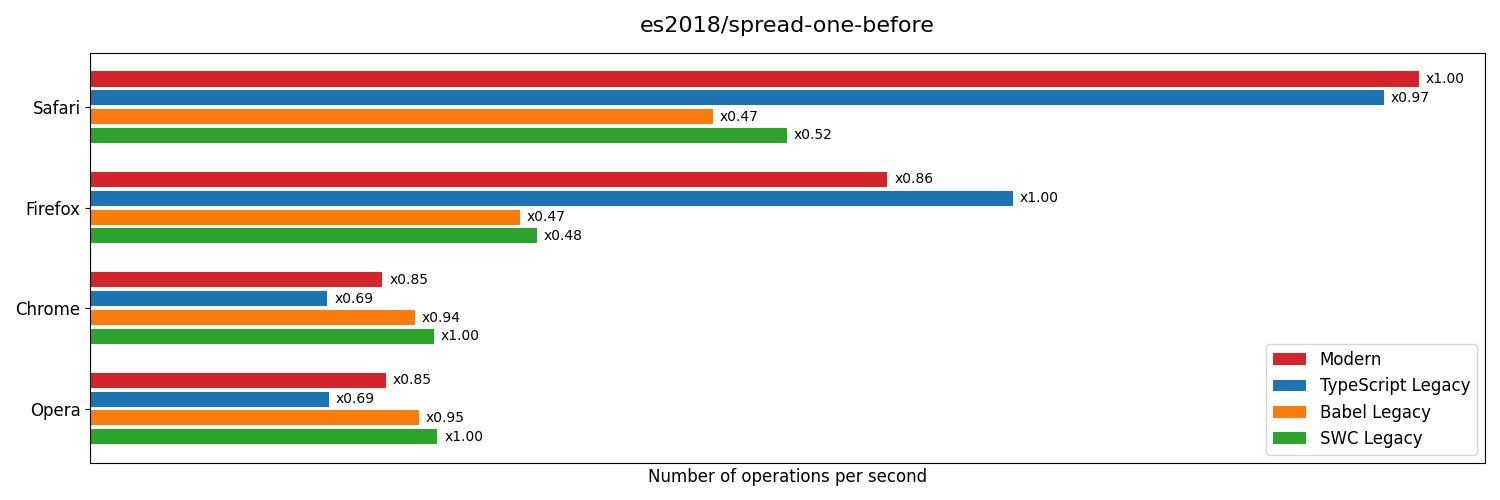 es2018/spread-one-before
Safari
x1.00
x0.97
x0.47
x0.52
Firefox
x0.86
x1.00
x0.47
x0.48
Chrome
x0.85
x0.69
x0.94
x1.00
Opera
x0.85
x0.69
x0.95
x1.00
Modern
TypeScript Legacy
Babel Legacy
SWC Legacy
Number of operations per second